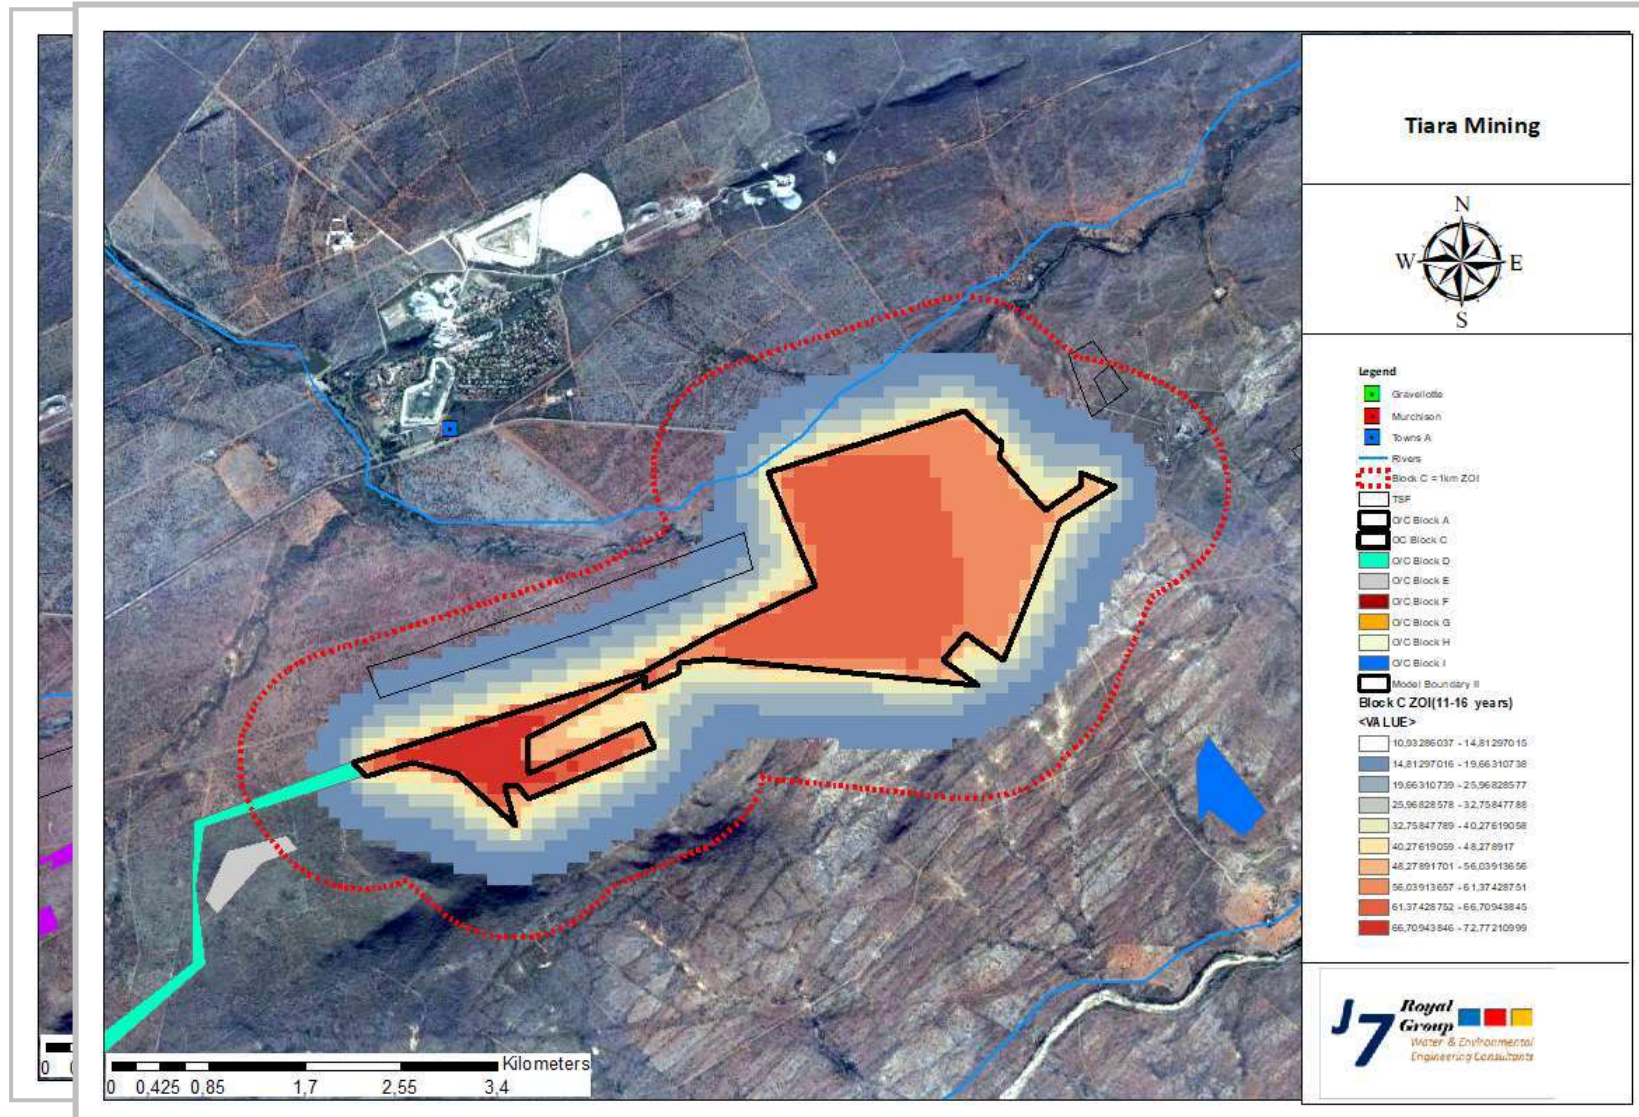 Tiara Mining
N
W
E
S
Legend
Gravellotte
Murchison
Towns A
Rivers
Block C = 1km ZOI
TSF
O/C Block A
OC Block C
O/C Block D
O/C Block E
O/C Block F
O/C Block G
O/C Block H
O/C Block I
Model Boundary II
Block C ZOI(11-16 years)
<VALUE>
10,93286037 - 14,81297015
14,81297016 - 19,66310738
19,66310739 - 25,96828577
25,96828578 - 32,75847788
32,75847789 - 40,27619058
40,27619059 - 48,278917
48,27891701 - 56,03913656
56,03913657 - 61,37428751
61,37428752 - 66,70943845
66,70943846 - 72,77210999
J7
Royal
Group
Water & Environmental
Engineering Consultants
Kilometers
0 0,425 0,85 1,7 2,55 3,4
0